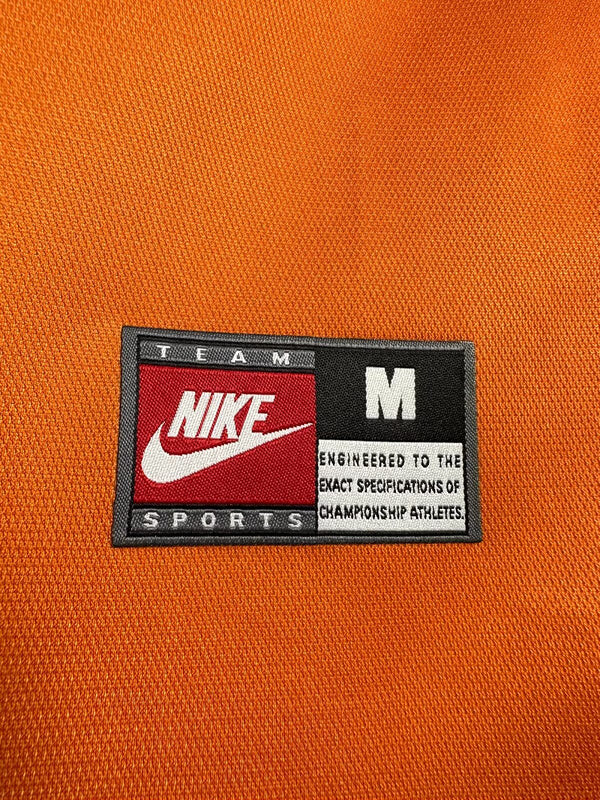 TEAM
NIKE
SPORTS
M
ENGINEERED TO THE
EXACT SPECIFICATIONS OF
CHAMPIONSHIP ATHLETES.